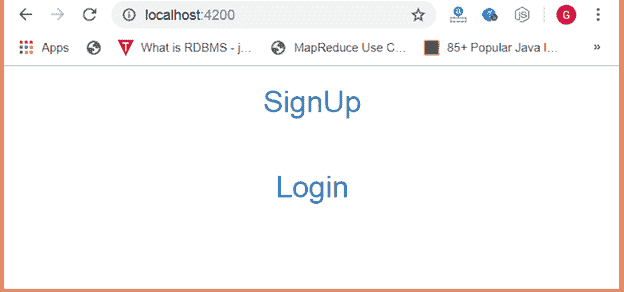 localhost:4200
G
Apps
What is RDBMS - j...
MapReduce Use C...
85+ Popular Java I...
»
SignUp
Login